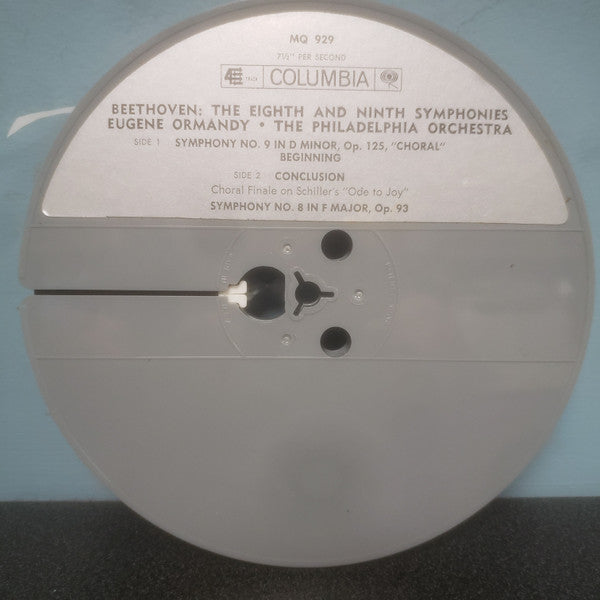 MQ 929
7½" PER SECOND
4 TRACK COLUMBIA
BEETHOVEN: THE EIGHTH AND NINTH SYMPHONIES
EUGENE ORMANDY • THE PHILADELPHIA ORCHESTRA
SIDE 1 SYMPHONY NO. 9 IN D MINOR, Op. 125, "CHORAL"
BEGINNING
SIDE 2 CONCLUSION
Choral Finale on Schiller's "Ode to Joy"
SYMPHONY NO. 8 IN F MAJOR, Op. 93